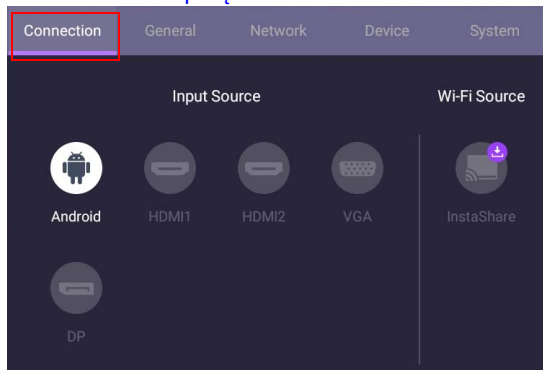 Connection General Network Device System
Input Source Wi-Fi Source
Android HDMI1 HDMI2 VGA InstaShare
DP